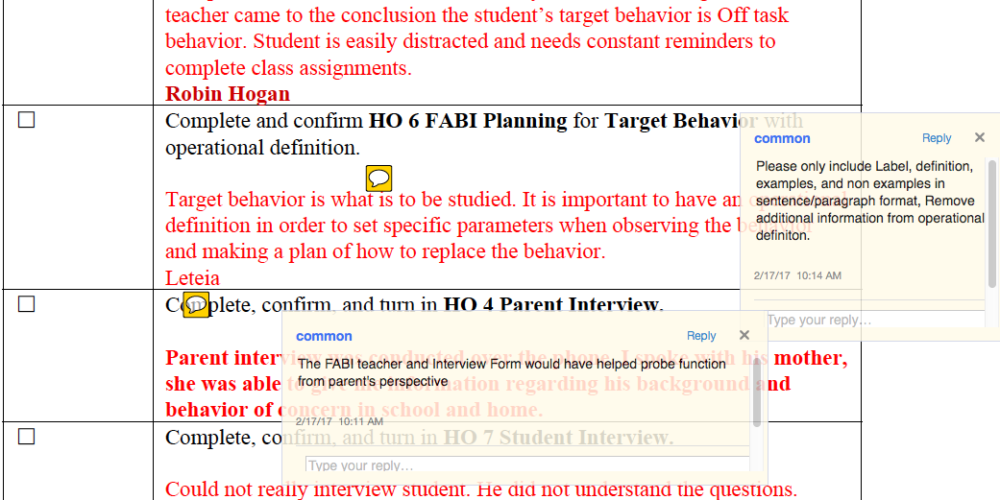 teacher came to the conclusion the student's target behavior is Off task
behavior. Student is easily distracted and needs constant reminders to
complete class assignments.
Robin Hogan
☐ Complete and confirm HO 6 FABI Planning for Target Behavior with
operational definition.
Target behavior is what is to be studied. It is important to have an operational
definition in order to set specific parameters when observing the behavior
and making a plan of how to replace the behavior.
Leteia
common Reply ×
Please only include Label, definition,
examples, and non examples in
sentence/paragraph format, Remove
additional information from operational
definiton.
2/17/17 10:14 AM
Type your reply…
☐ Complete, confirm, and turn in HO 4 Parent Interview.
Parent interview was conducted over the phone. I spoke with his mother,
she was able to give me information regarding his background and
behavior of concern in school and home.
common Reply ×
The FABI teacher and Interview Form would have helped probe function
from parent's perspective
2/17/17 10:11 AM
Type your reply…
☐ Complete, confirm, and turn in HO 7 Student Interview.
Could not really interview student. He did not understand the questions.